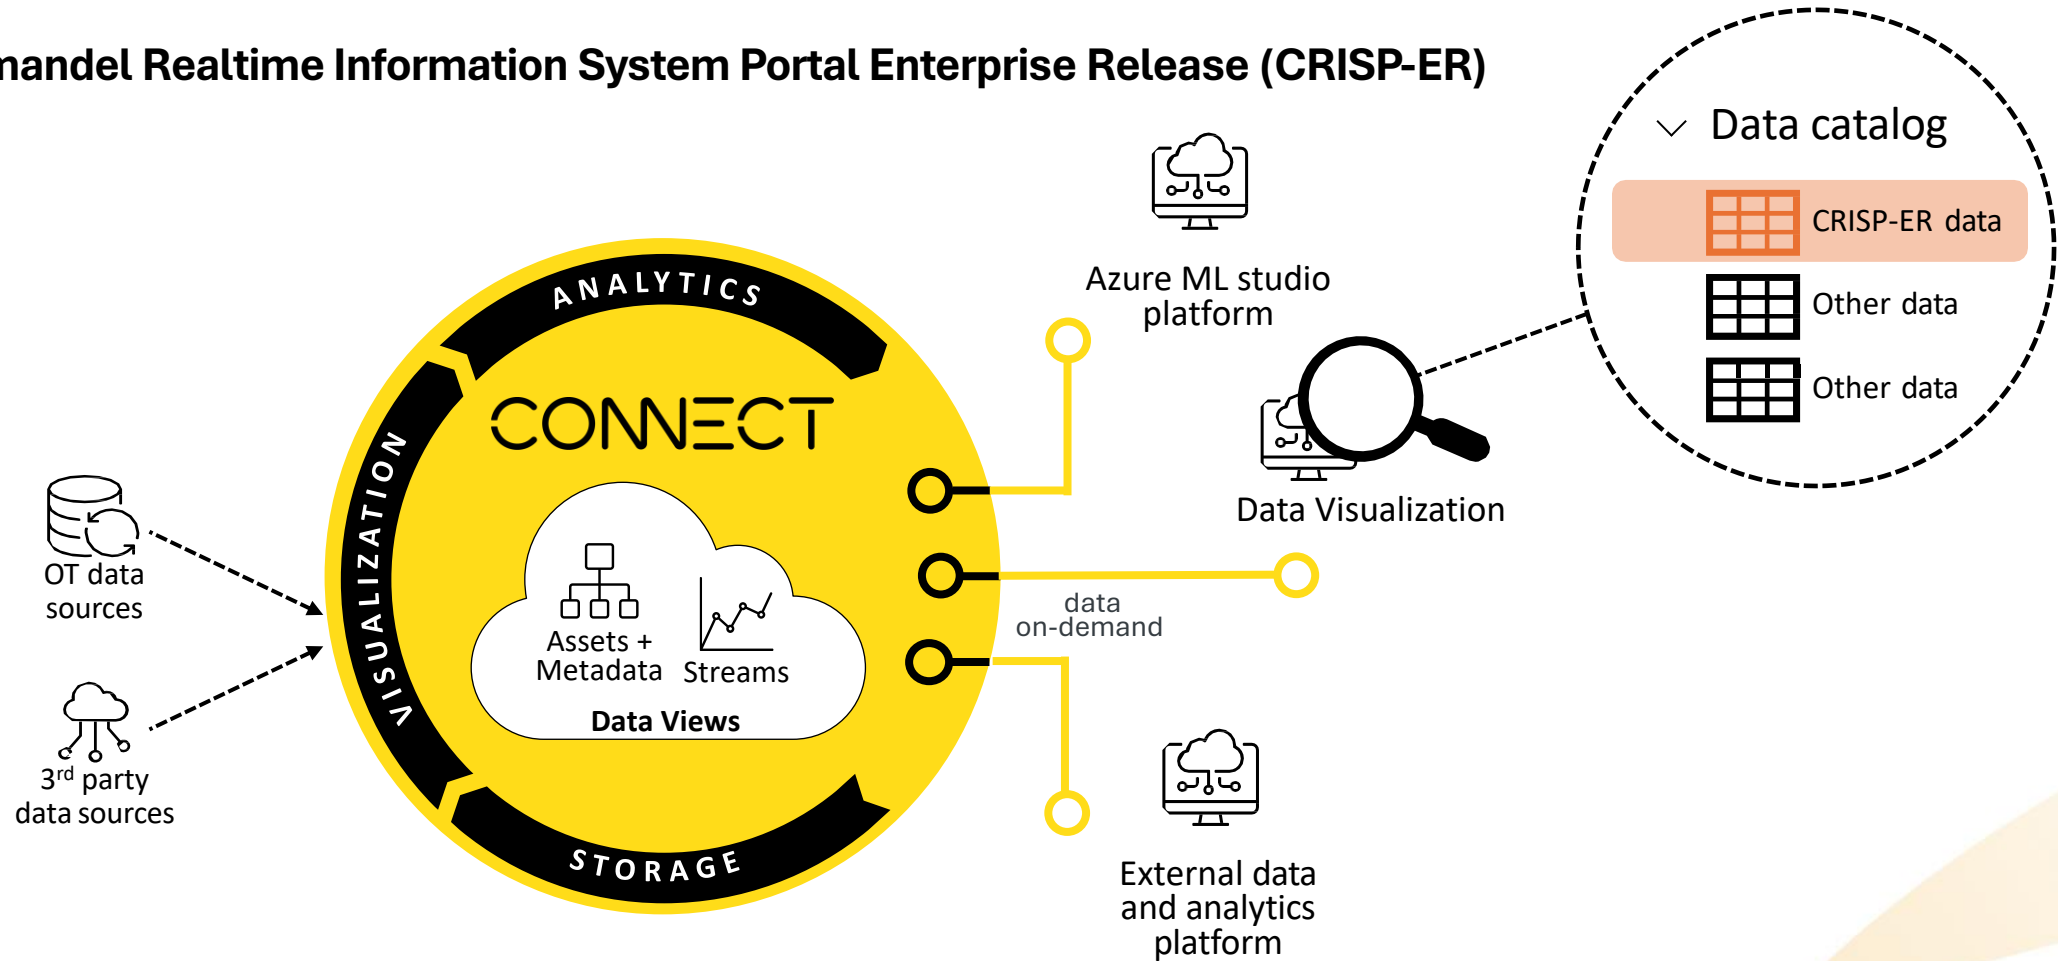 mandel Realtime Information System Portal Enterprise Release (CRISP-ER)
Data catalog
CRISP-ER data
Other data
Other data
Azure ML studio
platform
ANALYTICS
CONNECT
VISUALIZATION
Data Visualization
OT data
sources
data
on-demand
Assets +
Metadata
Streams
Data Views
3rd party
data sources
STORAGE
External data
and analytics
platform